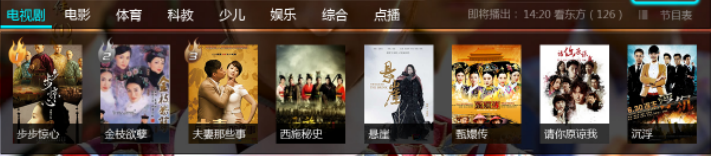 电视剧 电影 体育 科教 少儿 娱乐 综合 点播 即将播出： 14:20 看东方（126） 节目表
1 2 3
步步惊心 金枝欲孽 夫妻那些事 西施秘史 悬崖 甄嬛传 请你原谅我 沉浮